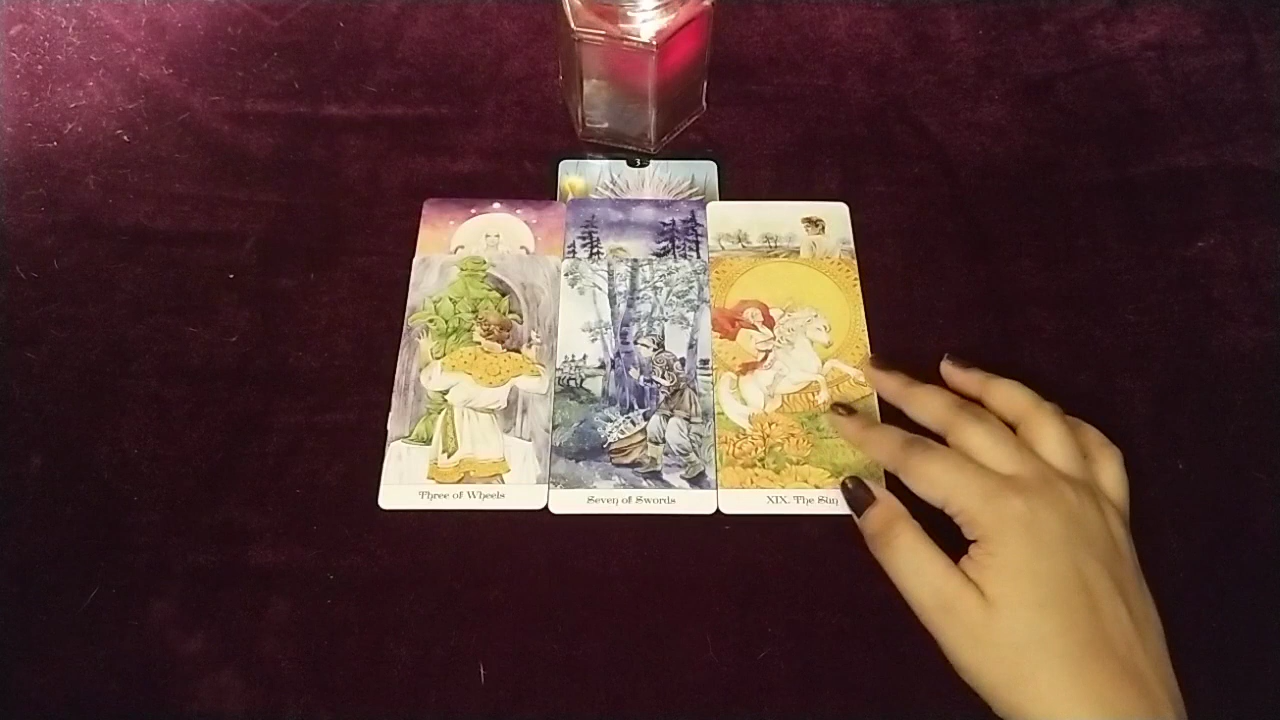 3
Three of Wheels
Seven of Swords
XIX. The Sun